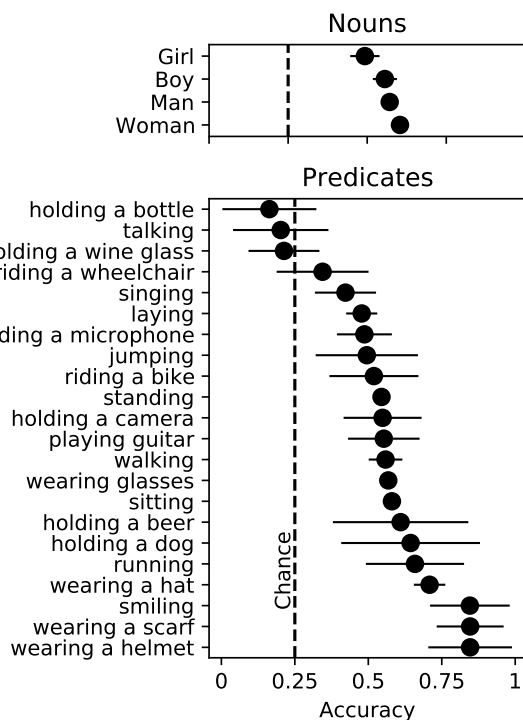 Nouns
Girl
Boy
Man
Woman
Predicates
holding a bottle
talking
olding a wine glass
riding a wheelchair
singing
laying
ding a microphone
jumping
riding a bike
standing
holding a camera
playing guitar
walking
wearing glasses
sitting
holding a beer
holding a dog
running
wearing a hat
smiling
wearing a scarf
wearing a helmet
Chance
0 0.25 0.5 0.75 1
Accuracy